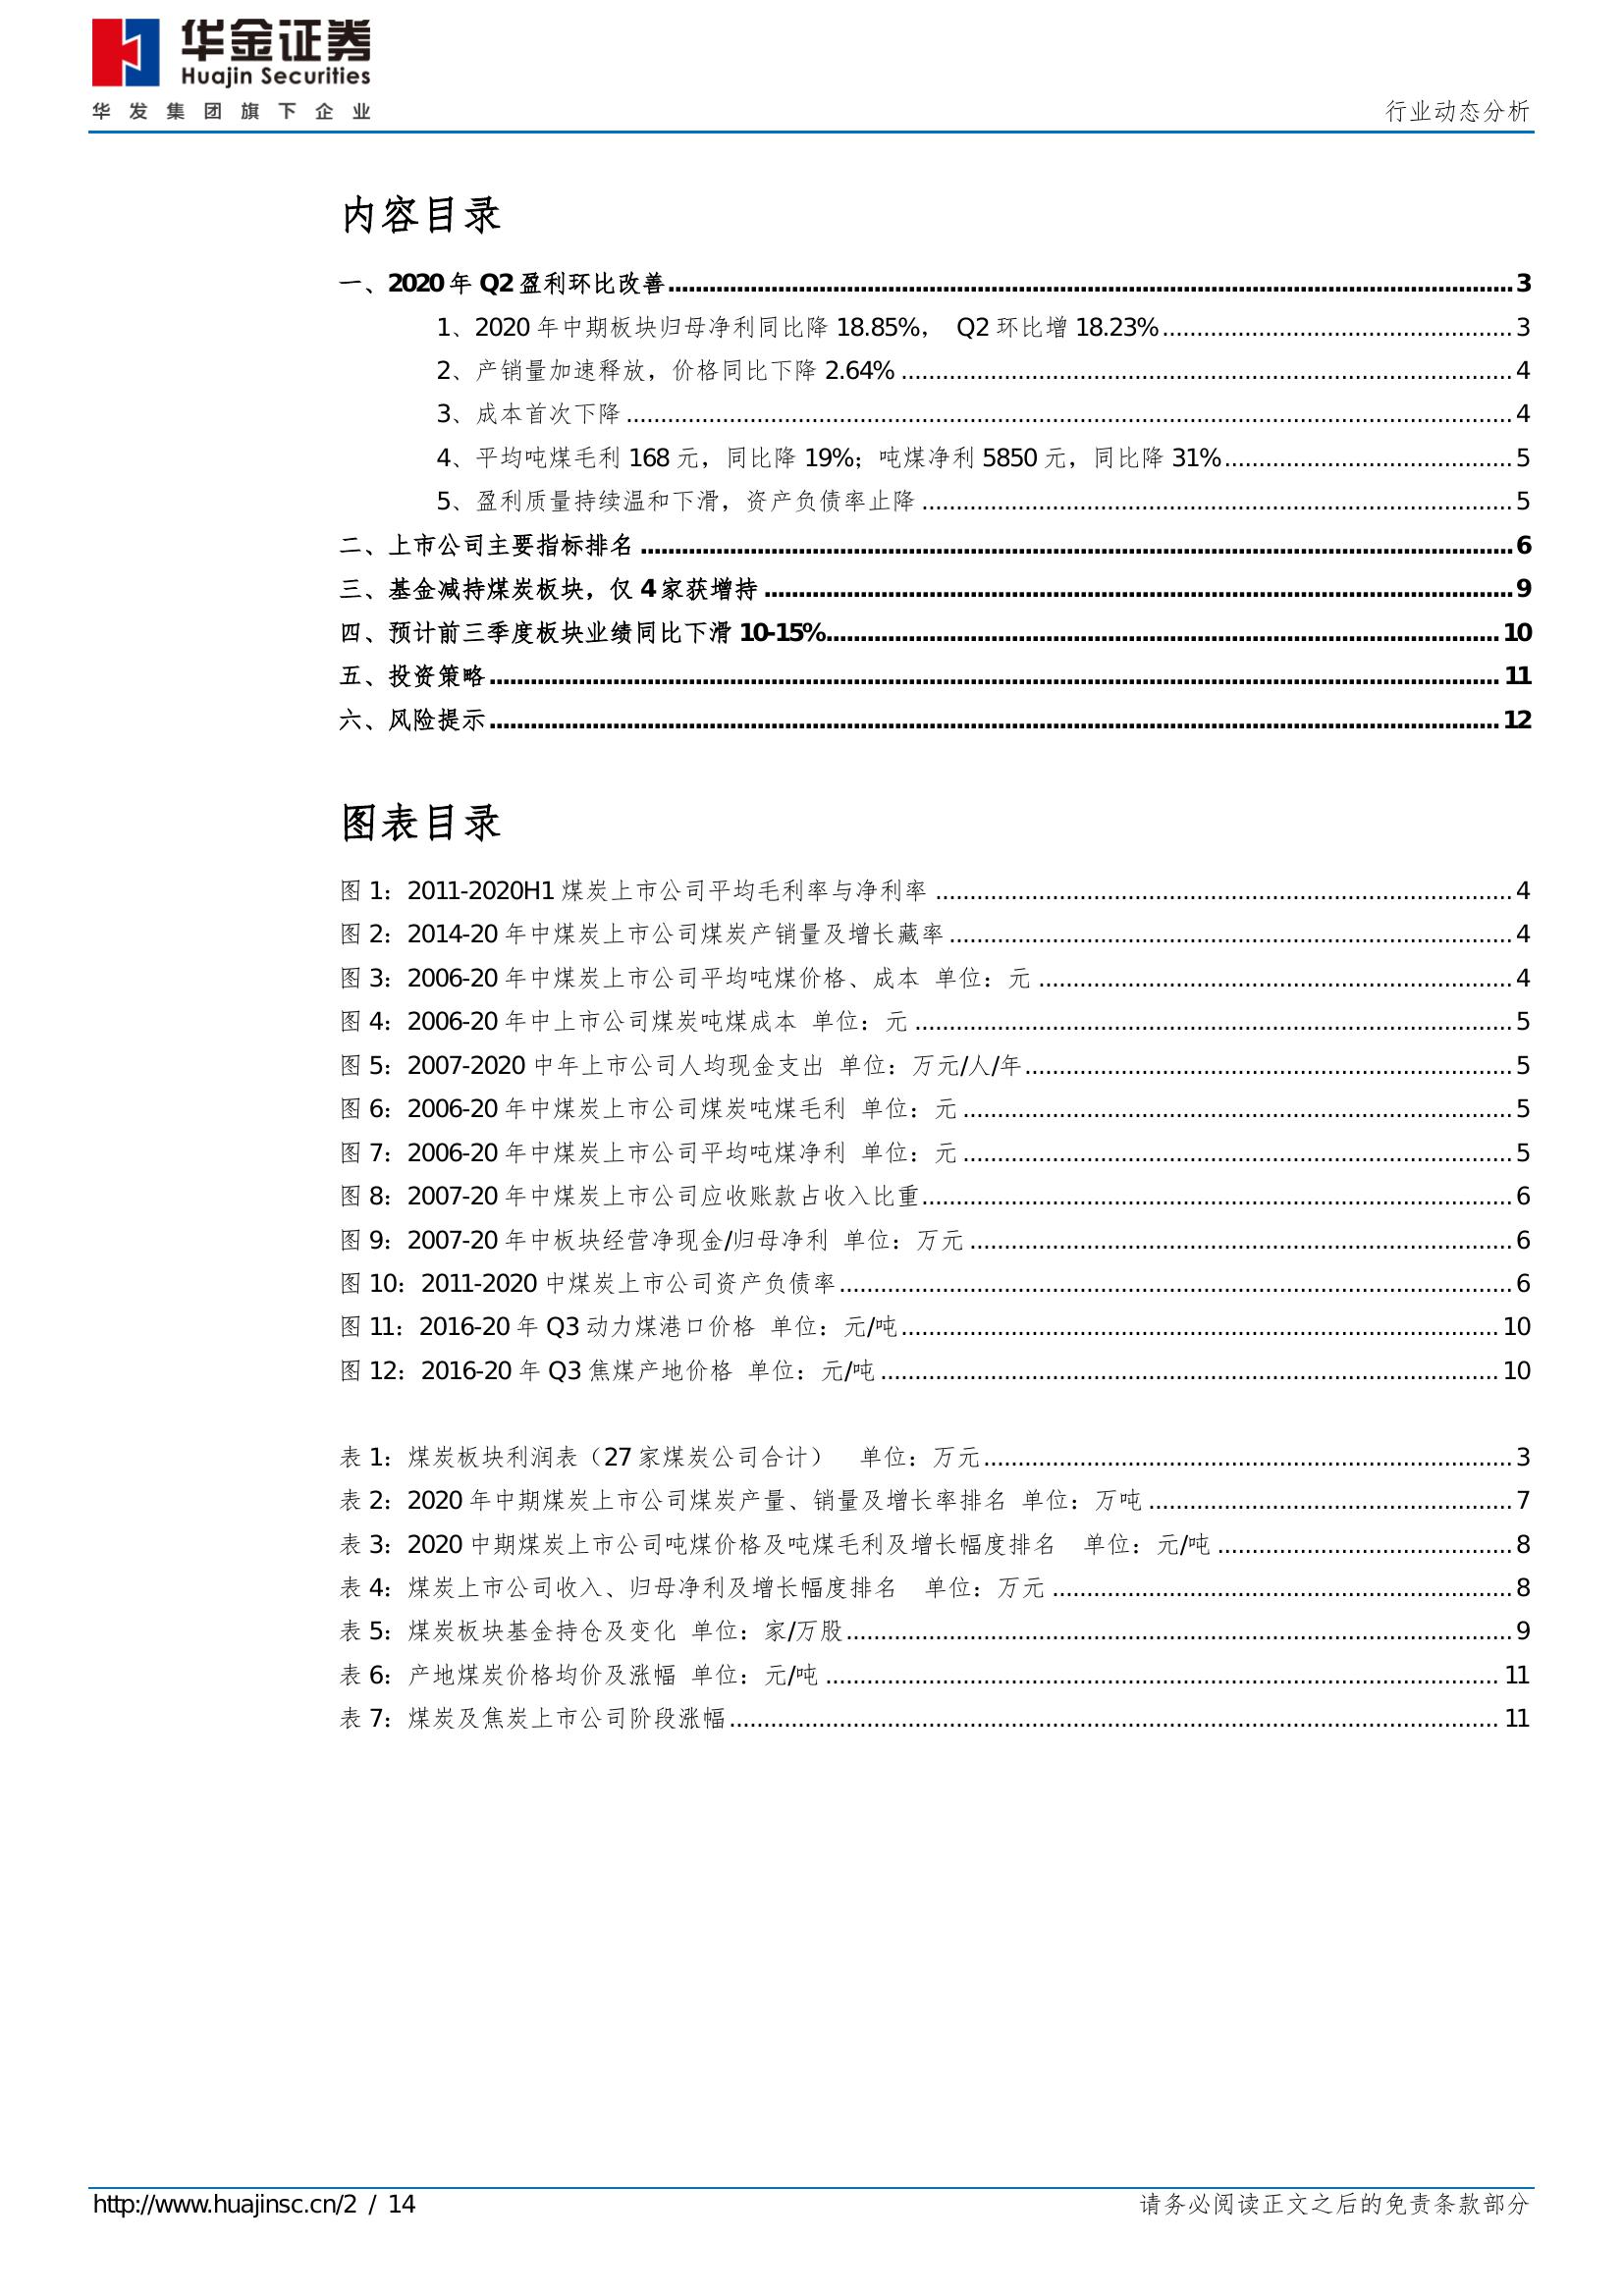 华金证券
Huajin Securities
华发集团旗下企业
行业动态分析
内容目录
一、2020 年 Q2 盈利环比改善 3
1、2020 年中期板块归母净利同比降 18.85%， Q2 环比增 18.23% 3
2、产销量加速释放，价格同比下降 2.64% 4
3、成本首次下降 4
4、平均吨煤毛利 168 元，同比降 19%；吨煤净利 5850 元，同比降 31% 5
5、盈利质量持续温和下滑，资产负债率止降 5
二、上市公司主要指标排名 6
三、基金减持煤炭板块，仅 4 家获增持 9
四、预计前三季度板块业绩同比下滑 10-15% 10
五、投资策略 11
六、风险提示 12
图表目录
图 1：2011-2020H1 煤炭上市公司平均毛利率与净利率 4
图 2：2014-20 年中煤炭上市公司煤炭产销量及增长藏率 4
图 3：2006-20 年中煤炭上市公司平均吨煤价格、成本 单位：元 4
图 4：2006-20 年中上市公司煤炭吨煤成本 单位：元 5
图 5：2007-2020 中年上市公司人均现金支出 单位：万元/人/年 5
图 6：2006-20 年中煤炭上市公司煤炭吨煤毛利 单位：元 5
图 7：2006-20 年中煤炭上市公司平均吨煤净利 单位：元 5
图 8：2007-20 年中煤炭上市公司应收账款占收入比重 6
图 9：2007-20 年中板块经营净现金/归母净利 单位：万元 6
图 10：2011-2020 中煤炭上市公司资产负债率 6
图 11：2016-20 年 Q3 动力煤港口价格 单位：元/吨 10
图 12：2016-20 年 Q3 焦煤产地价格 单位：元/吨 10
表 1：煤炭板块利润表（27 家煤炭公司合计） 单位：万元 3
表 2：2020 年中期煤炭上市公司煤炭产量、销量及增长率排名 单位：万吨 7
表 3：2020 中期煤炭上市公司吨煤价格及吨煤毛利及增长幅度排名 单位：元/吨 8
表 4：煤炭上市公司收入、归母净利及增长幅度排名 单位：万元 8
表 5：煤炭板块基金持仓及变化 单位：家/万股 9
表 6：产地煤炭价格均价及涨幅 单位：元/吨 11
表 7：煤炭及焦炭上市公司阶段涨幅 11
http://www.huajinsc.cn/2 / 14
请务必阅读正文之后的免责条款部分